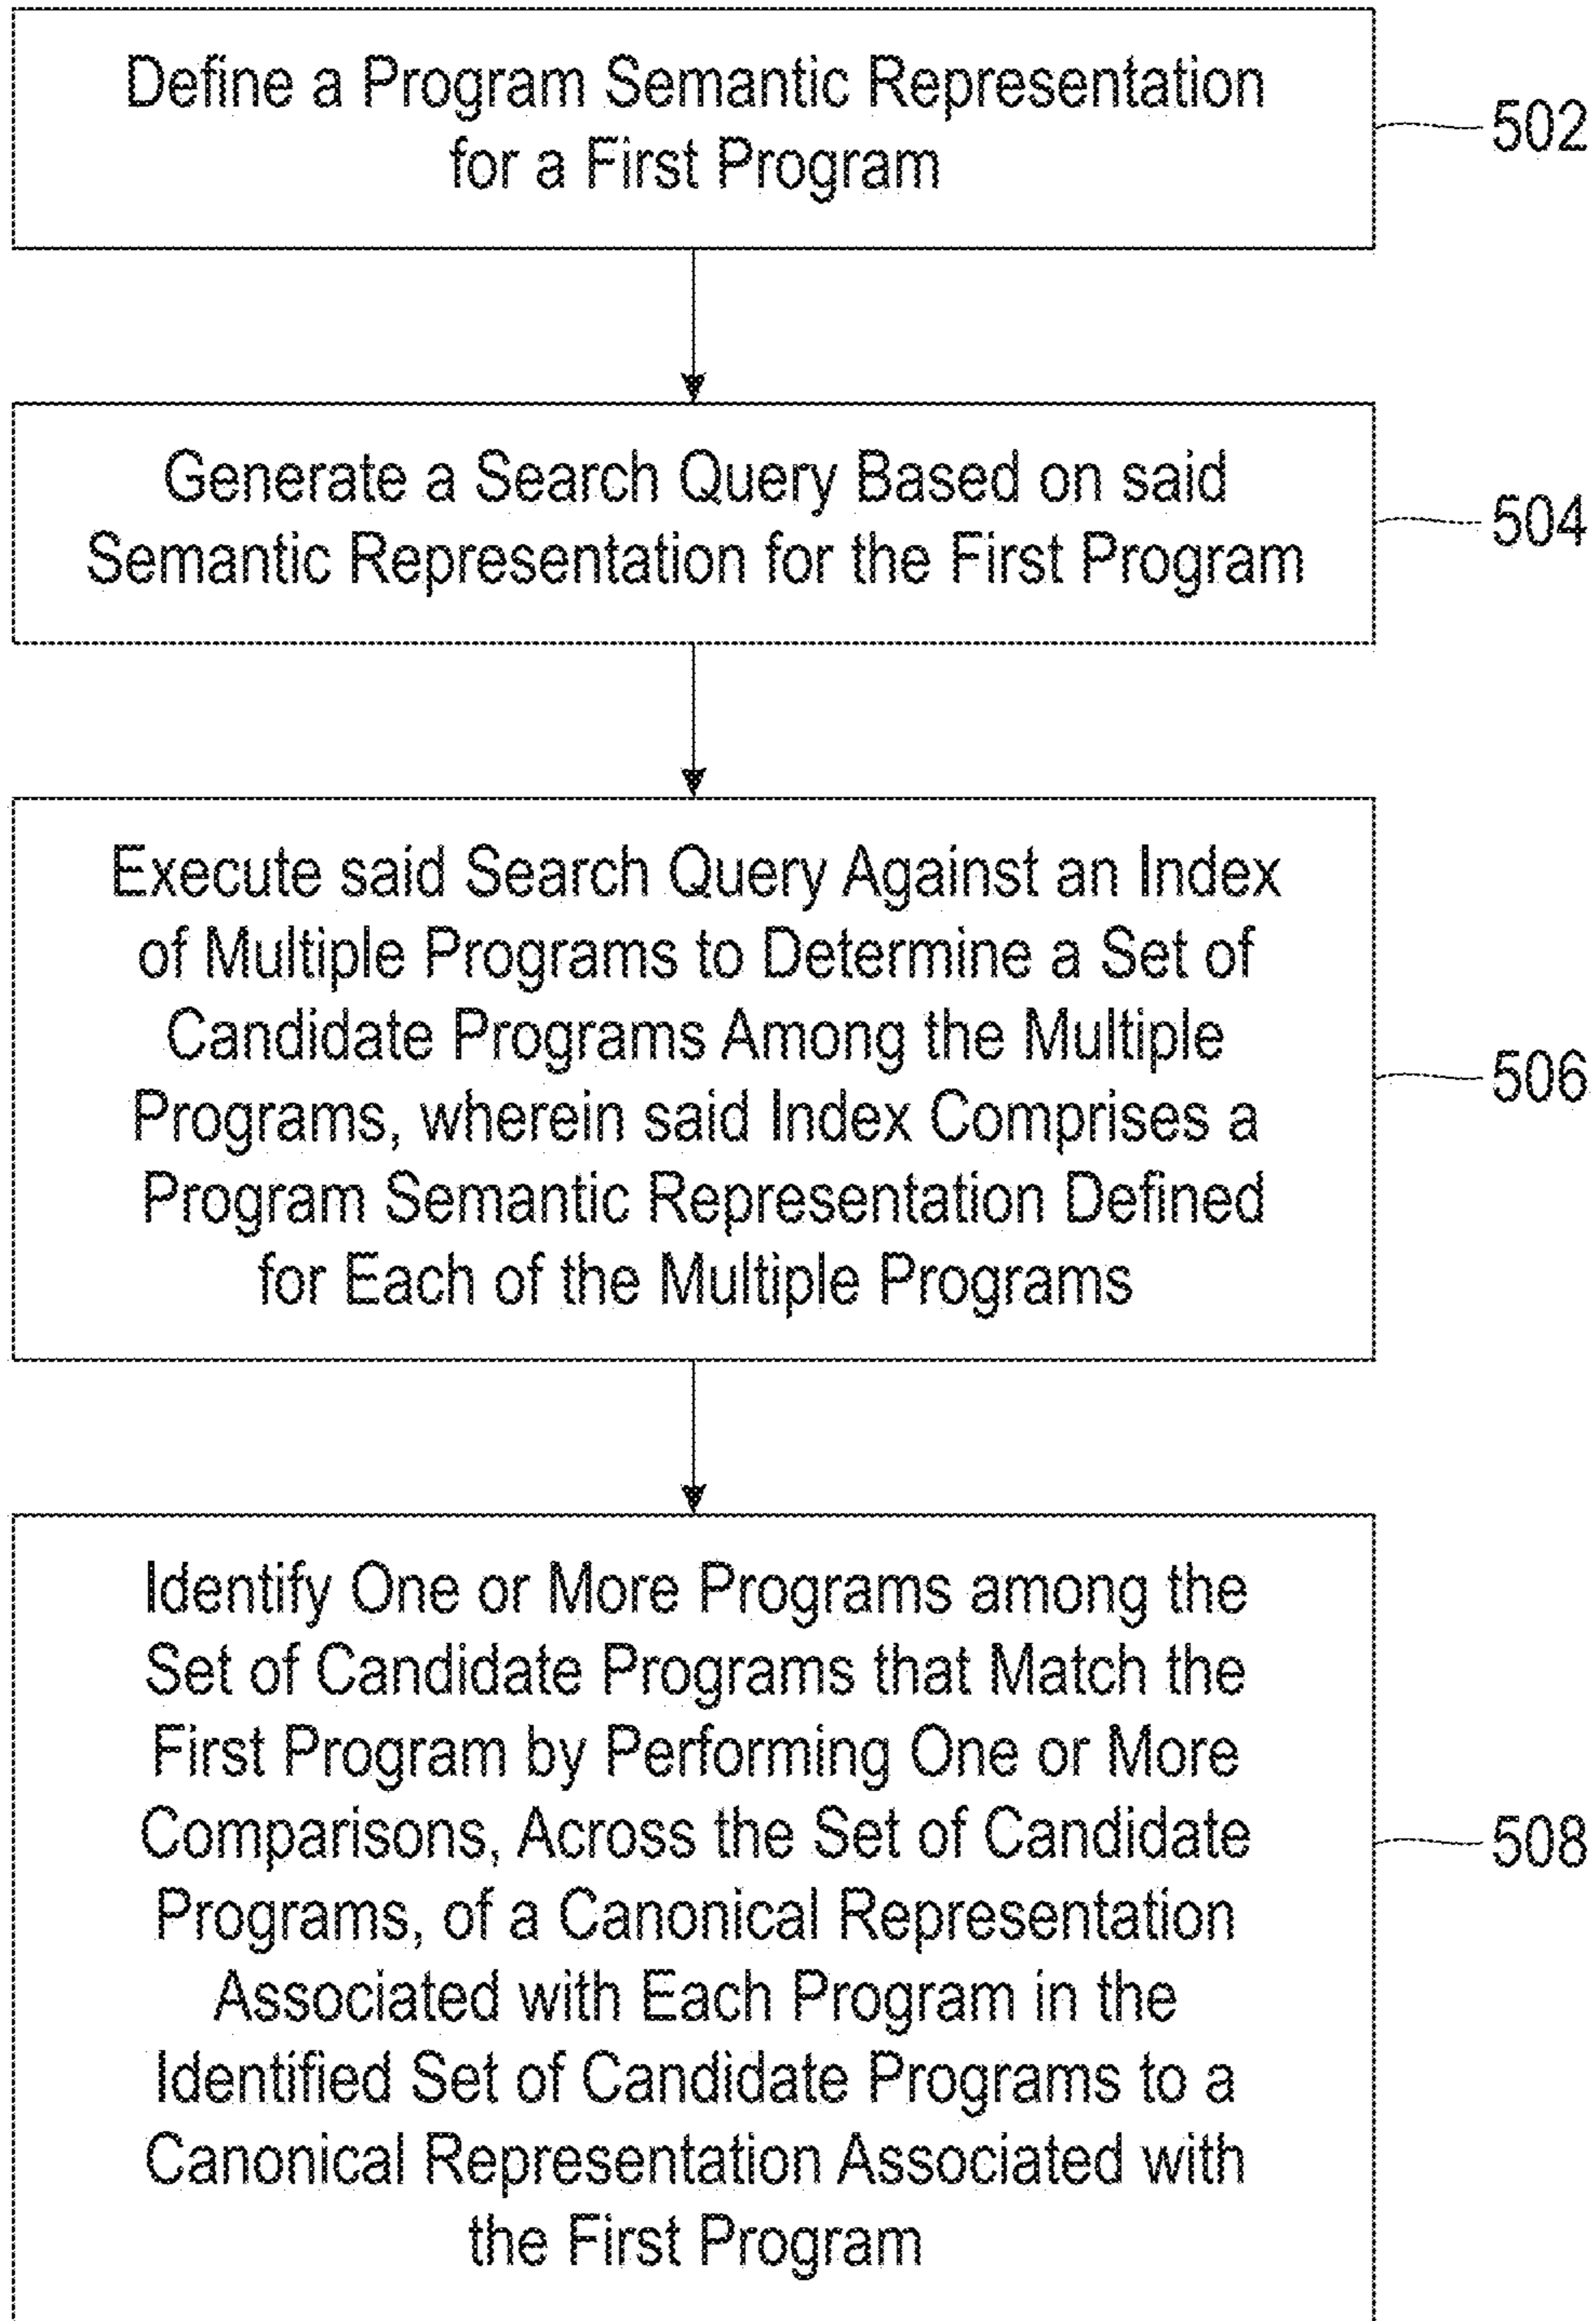 Define a Program Semantic Representation
for a First Program
502
Generate a Search Query Based on said
Semantic Representation for the First Program
504
Execute said Search Query Against an Index
of Multiple Programs to Determine a Set of
Candidate Programs Among the Multiple
Programs, wherein said Index Comprises a
Program Semantic Representation Defined
for Each of the Multiple Programs
506
Identify One or More Programs among the
Set of Candidate Programs that Match the
First Program by Performing One or More
Comparisons, Across the Set of Candidate
Programs, of a Canonical Representation
Associated with Each Program in the
Identified Set of Candidate Programs to a
Canonical Representation Associated with
the First Program
508